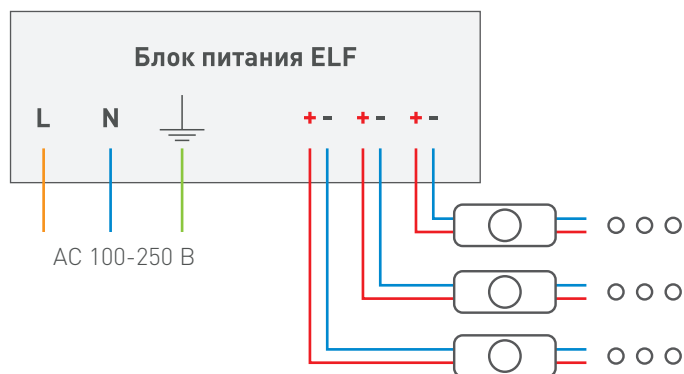 Блок питания ELF
L N + - + - + -
AC 100-250 В